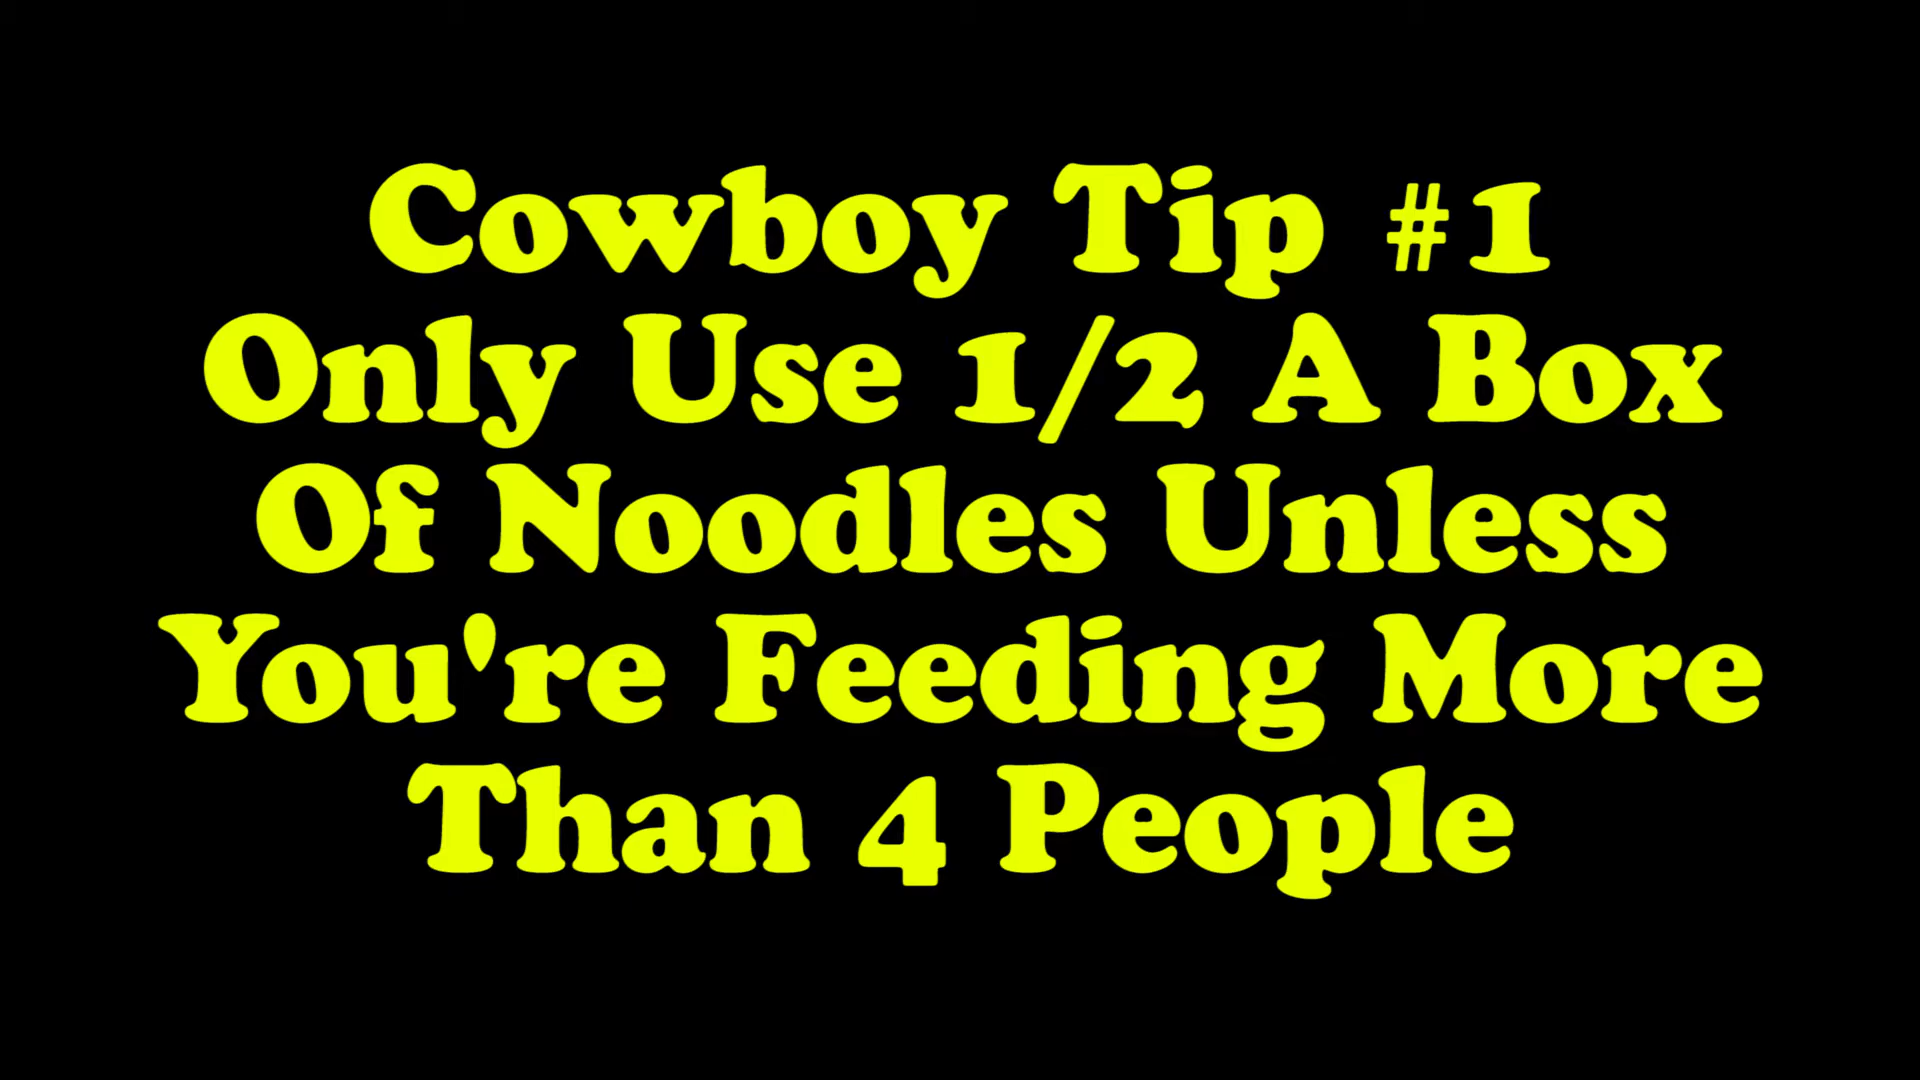 Cowboy Tip #1
Only Use 1/2 A Box
Of Noodles Unless
You're Feeding More
Than 4 People